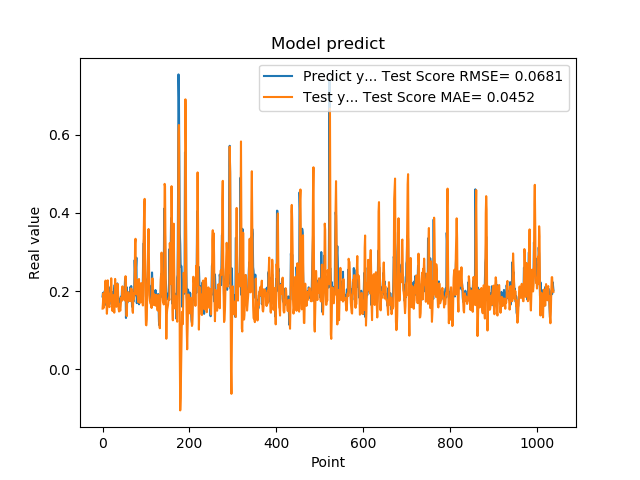 Model predict
Predict y... Test Score RMSE= 0.0681
Test y... Test Score MAE= 0.0452
Real value
0.6
0.4
0.2
0.0
0 200 400 600 800 1000
Point